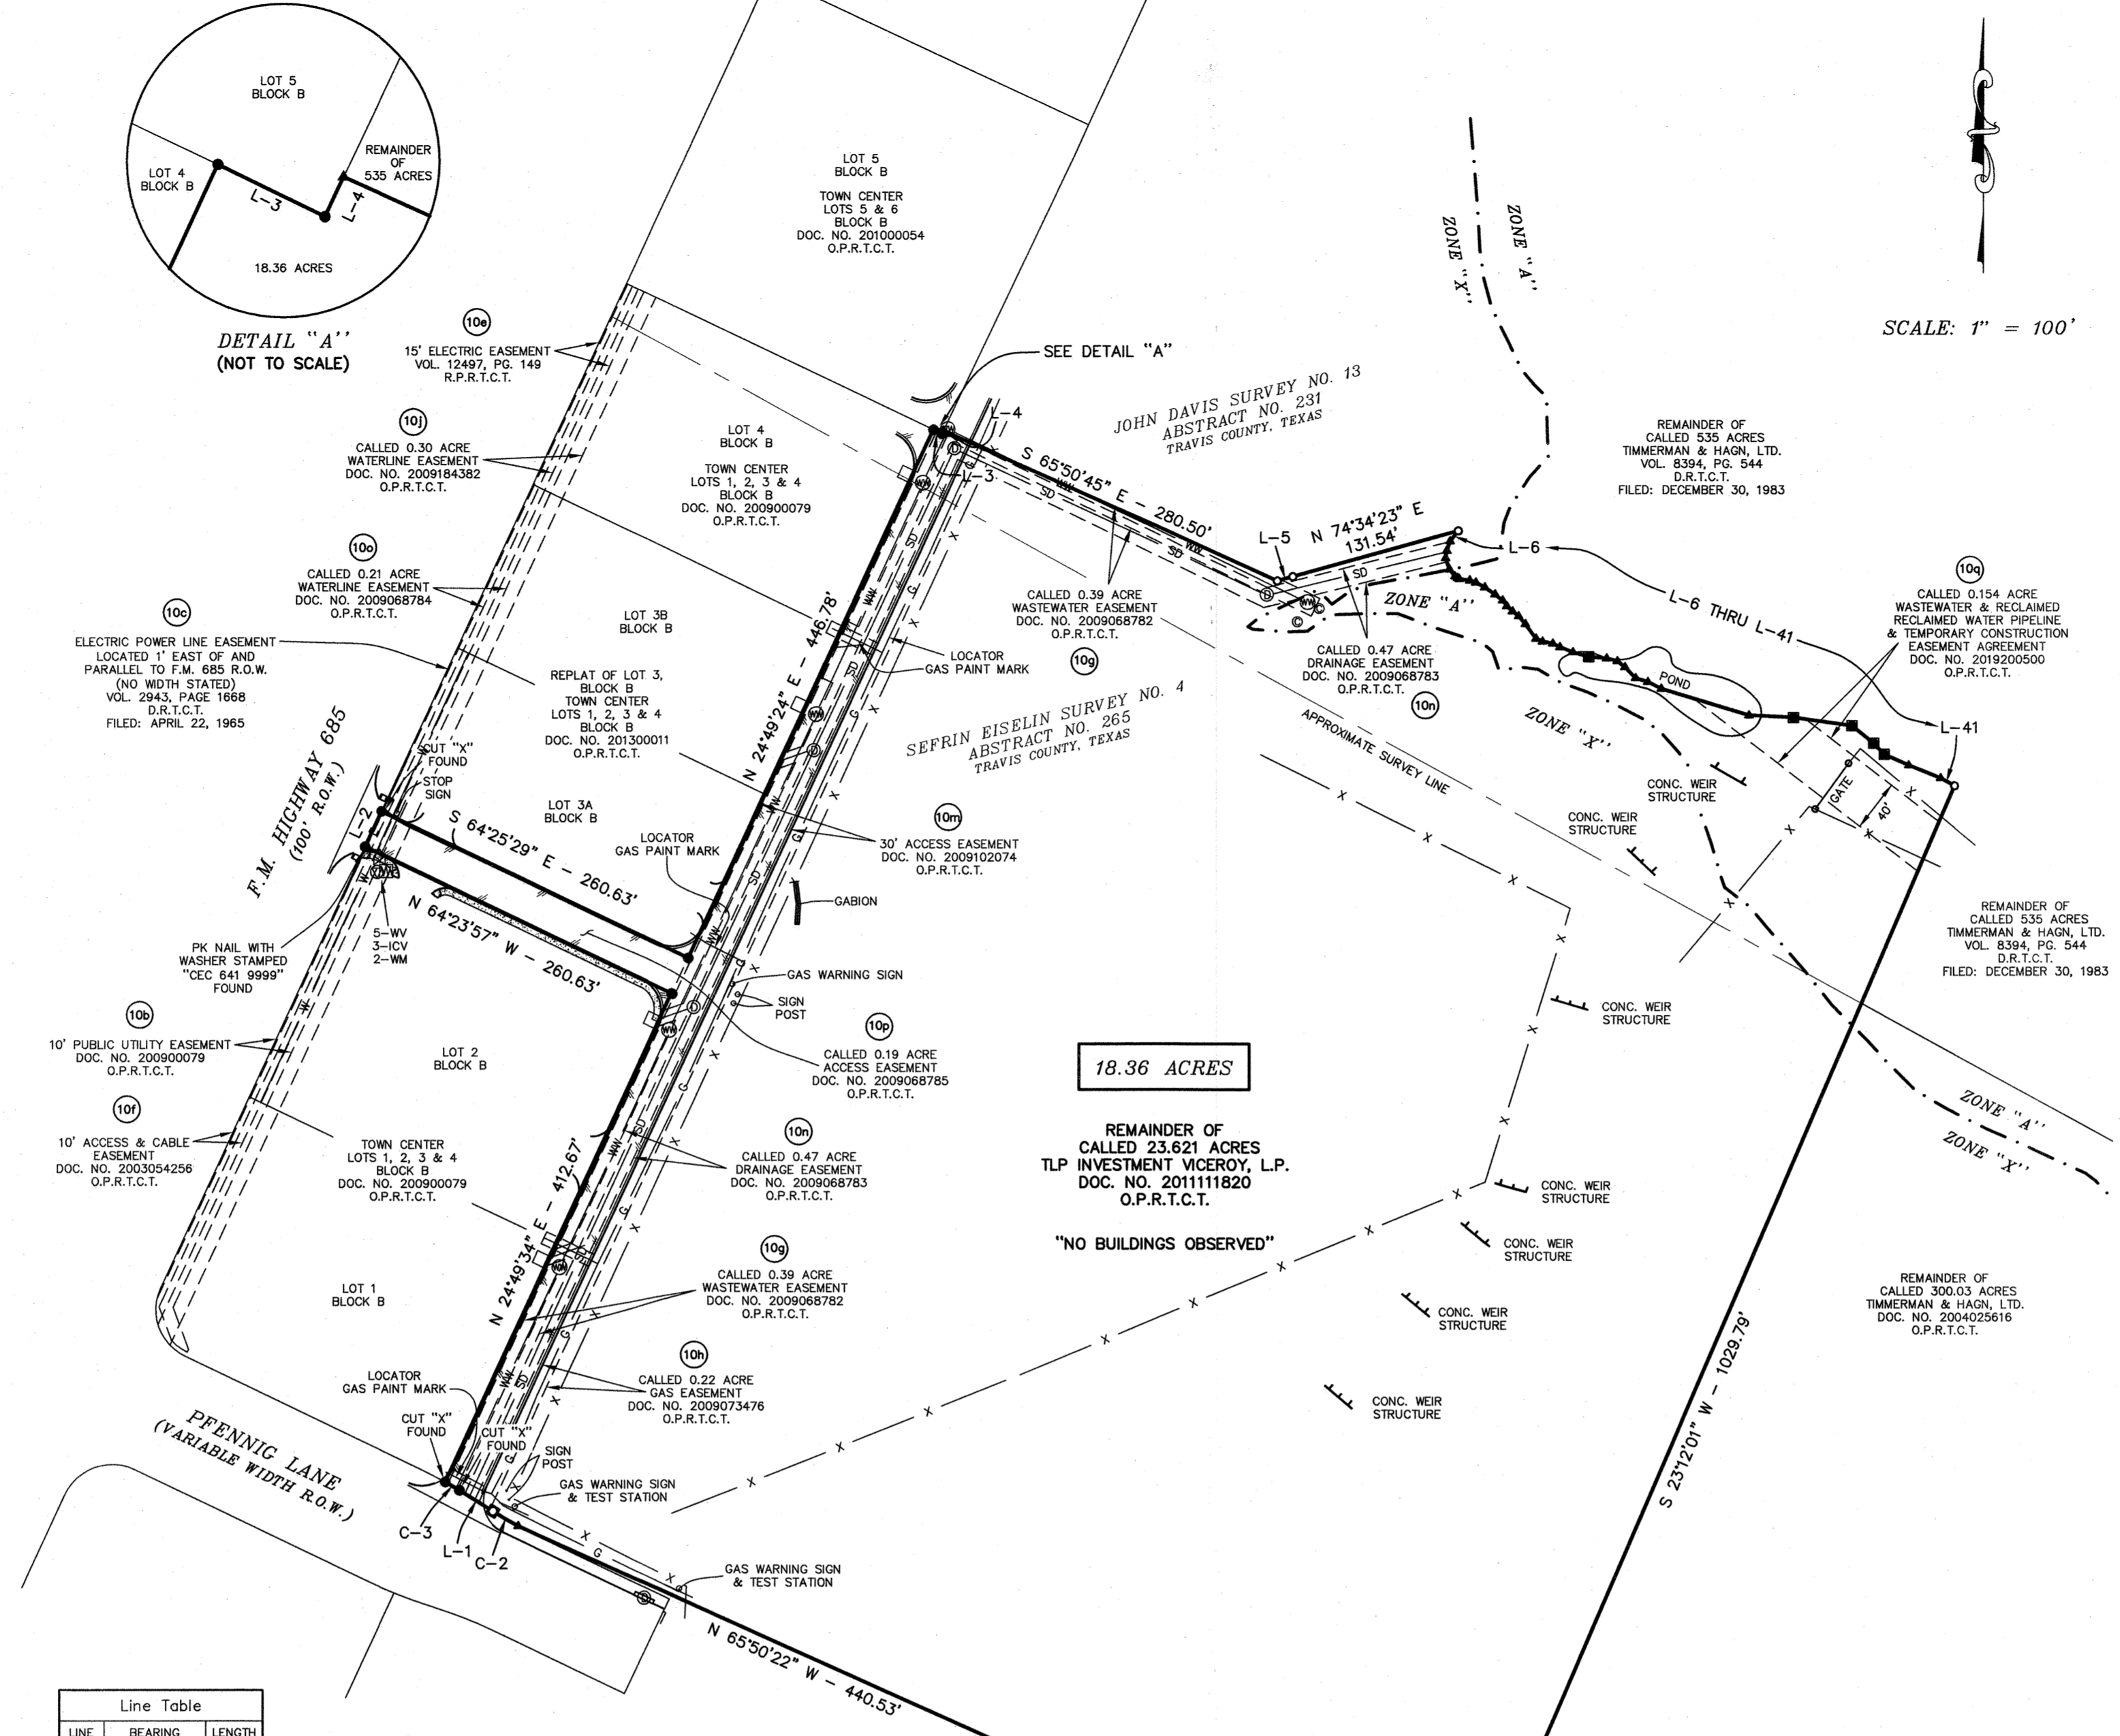 LOT 5
BLOCK B
LOT 4
BLOCK B
REMAINDER
OF
535 ACRES
L-3
L-4
18.36 ACRES
DETAIL "A"
(NOT TO SCALE)
SCALE: 1" = 100'
LOT 5
BLOCK B
TOWN CENTER
LOTS 5 & 6
BLOCK B
DOC. NO. 201000054
O.P.R.T.C.T.
ZONE "X"
ZONE "A"
10e
15' ELECTRIC EASEMENT
VOL. 12497, PG. 149
R.P.R.T.C.T.
SEE DETAIL "A"
L-4
L-3
JOHN DAVIS SURVEY NO. 13
ABSTRACT NO. 231
TRAVIS COUNTY, TEXAS
10j
CALLED 0.30 ACRE
WATERLINE EASEMENT
DOC. NO. 2009184382
O.P.R.T.C.T.
LOT 4
BLOCK B
TOWN CENTER
LOTS 1, 2, 3 & 4
BLOCK B
DOC. NO. 200900079
O.P.R.T.C.T.
REMAINDER OF
CALLED 535 ACRES
TIMMERMAN & HAGN, LTD.
VOL. 8394, PG. 544
D.R.T.C.T.
FILED: DECEMBER 30, 1983
S 65°50'45" E - 280.50'
L-5
N 74°34'23" E
131.54'
L-6
L-6 THRU L-41
L-41
10o
CALLED 0.21 ACRE
WATERLINE EASEMENT
DOC. NO. 2009068784
O.P.R.T.C.T.
10c
ELECTRIC POWER LINE EASEMENT
LOCATED 1' EAST OF AND
PARALLEL TO F.M. 685 R.O.W.
(NO WIDTH STATED)
VOL. 2943, PAGE 1668
D.R.T.C.T.
FILED: APRIL 22, 1965
LOT 3B
BLOCK B
REPLAT OF LOT 3,
BLOCK B
TOWN CENTER
LOTS 1, 2, 3 & 4
BLOCK B
DOC. NO. 201300011
O.P.R.T.C.T.
LOT 3A
BLOCK B
N 24°49'24" E - 446.78'
LOCATOR
GAS PAINT MARK
CALLED 0.39 ACRE
WASTEWATER EASEMENT
DOC. NO. 2009068782
O.P.R.T.C.T.
10g
ZONE "A"
CALLED 0.47 ACRE
DRAINAGE EASEMENT
DOC. NO. 2009068783
O.P.R.T.C.T.
10n
10q
CALLED 0.154 ACRE
WASTEWATER & RECLAIMED
RECLAIMED WATER PIPELINE
& TEMPORARY CONSTRUCTION
EASEMENT AGREEMENT
DOC. NO. 2019200500
O.P.R.T.C.T.
POND
SEFRIN EISELIN SURVEY NO. 4
ABSTRACT NO. 265
TRAVIS COUNTY, TEXAS
ZONE "X"
APPROXIMATE SURVEY LINE
GATE
40'
CONC. WEIR
STRUCTURE
CONC. WEIR
STRUCTURE
F.M. HIGHWAY 685
(100' R.O.W.)
CUT "X"
FOUND
STOP
SIGN
L-2
S 64°25'29" E - 260.63'
LOCATOR
GAS PAINT MARK
10m
30' ACCESS EASEMENT
DOC. NO. 2009102074
O.P.R.T.C.T.
GABION
N 64°23'57" W - 260.63'
PK NAIL WITH
WASHER STAMPED
"CEC 641 9999"
FOUND
5-WV
3-ICV
2-WM
REMAINDER OF
CALLED 535 ACRES
TIMMERMAN & HAGN, LTD.
VOL. 8394, PG. 544
D.R.T.C.T.
FILED: DECEMBER 30, 1983
GAS WARNING SIGN
SIGN
POST
10b
10' PUBLIC UTILITY EASEMENT
DOC. NO. 200900079
O.P.R.T.C.T.
LOT 2
BLOCK B
10p
CALLED 0.19 ACRE
ACCESS EASEMENT
DOC. NO. 2009068785
O.P.R.T.C.T.
CONC. WEIR
STRUCTURE
18.36 ACRES
REMAINDER OF
CALLED 23.621 ACRES
TLP INVESTMENT VICEROY, L.P.
DOC. NO. 2011111820
O.P.R.T.C.T.
"NO BUILDINGS OBSERVED"
ZONE "A"
ZONE "X"
10f
10' ACCESS & CABLE
EASEMENT
DOC. NO. 2003054256
O.P.R.T.C.T.
TOWN CENTER
LOTS 1, 2, 3 & 4
BLOCK B
DOC. NO. 200900079
O.P.R.T.C.T.
10n
CALLED 0.47 ACRE
DRAINAGE EASEMENT
DOC. NO. 2009068783
O.P.R.T.C.T.
N 24°49'34" E - 412.67'
CONC. WEIR
STRUCTURE
CONC. WEIR
STRUCTURE
10g
CALLED 0.39 ACRE
WASTEWATER EASEMENT
DOC. NO. 2009068782
O.P.R.T.C.T.
LOT 1
BLOCK B
CONC. WEIR
STRUCTURE
REMAINDER OF
CALLED 300.03 ACRES
TIMMERMAN & HAGN, LTD.
DOC. NO. 2004025616
O.P.R.T.C.T.
10h
CALLED 0.22 ACRE
GAS EASEMENT
DOC. NO. 2009073476
O.P.R.T.C.T.
LOCATOR
GAS PAINT MARK
CONC. WEIR
STRUCTURE
S 23°12'01" W - 1029.79'
PFENNIG LANE
(VARIABLE WIDTH R.O.W.)
CUT "X"
FOUND
CUT "X"
FOUND
SIGN
POST
GAS WARNING SIGN
& TEST STATION
C-3
L-1
C-2
GAS WARNING SIGN
& TEST STATION
N 65°50'22" W - 440.53'
Line Table
LINE BEARING LENGTH